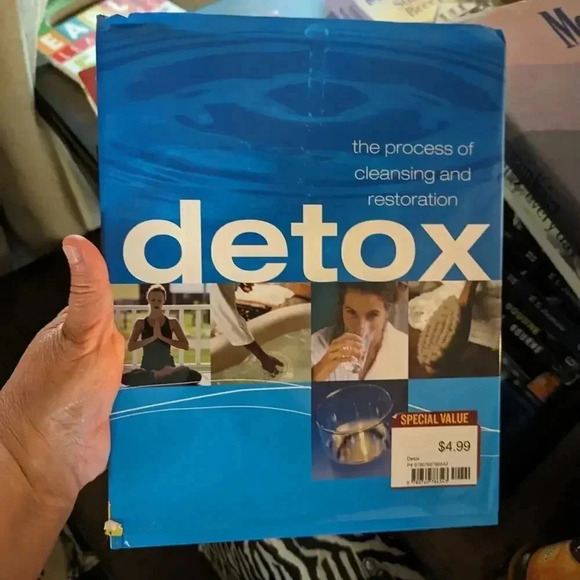 the process of
cleansing and
restoration
detox
SPECIAL VALUE
$4.99
Detox